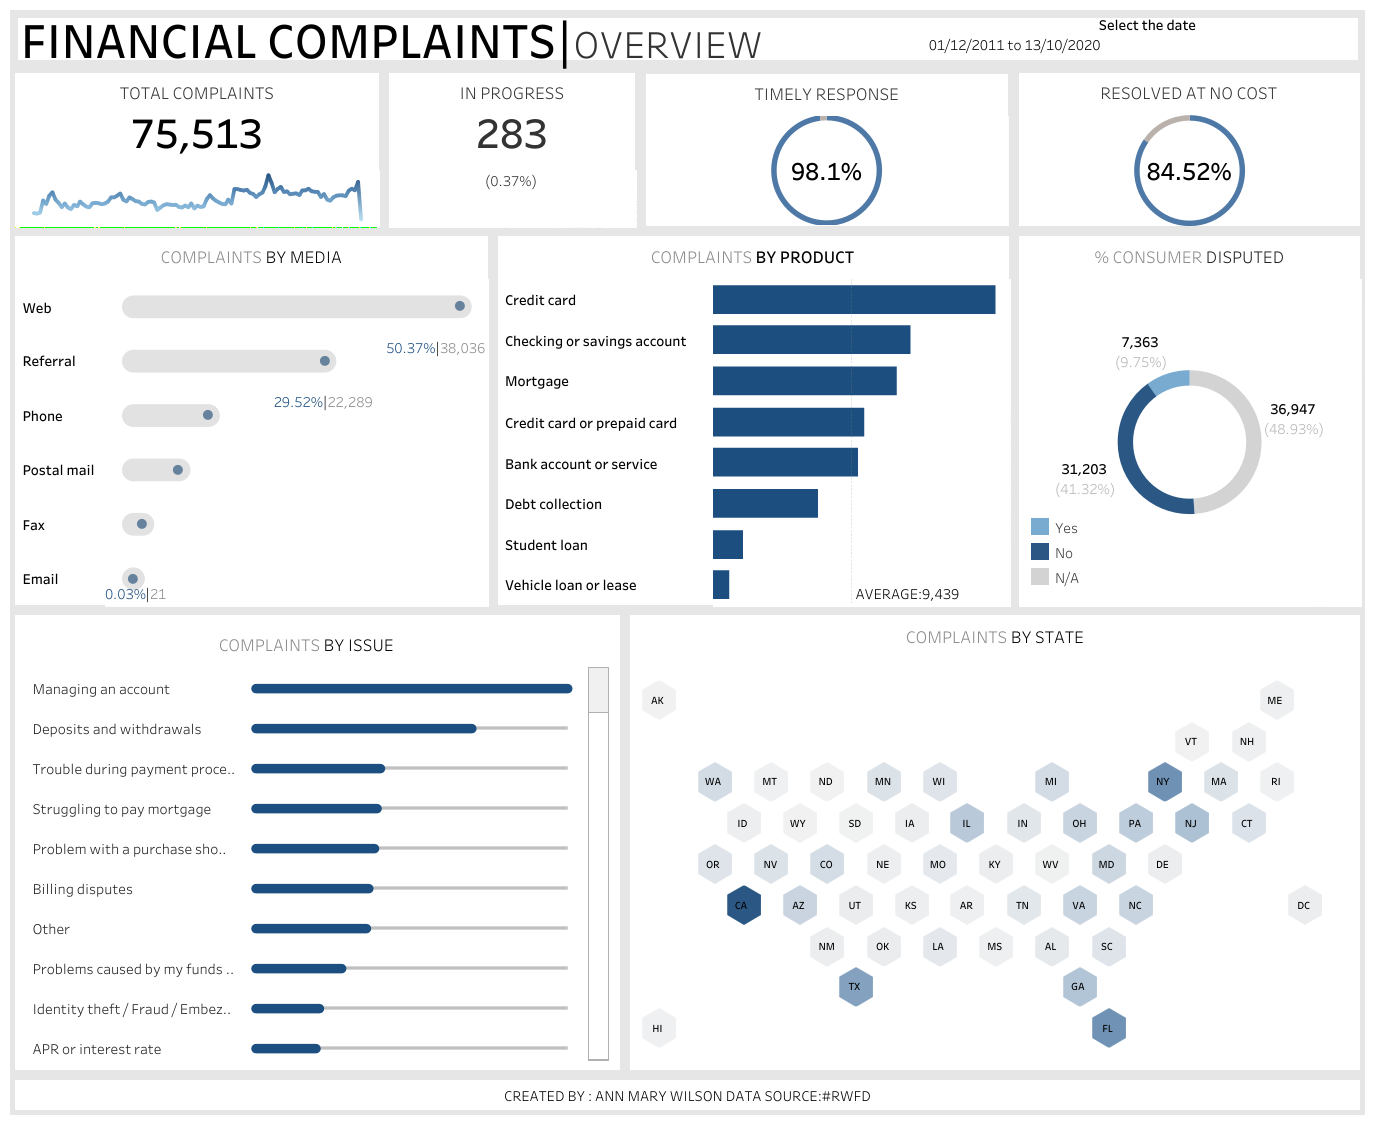 FINANCIAL COMPLAINTS|OVERVIEW
Select the date
01/12/2011 to 13/10/2020
TOTAL COMPLAINTS
75,513
IN PROGRESS
283
(0.37%)
TIMELY RESPONSE
98.1%
RESOLVED AT NO COST
84.52%
COMPLAINTS BY MEDIA
Web
50.37%|38,036
Referral
29.52%|22,289
Phone
Postal mail
Fax
Email
0.03%|21
COMPLAINTS BY PRODUCT
Credit card
Checking or savings account
Mortgage
Credit card or prepaid card
Bank account or service
Debt collection
Student loan
Vehicle loan or lease
AVERAGE:9,439
% CONSUMER DISPUTED
7,363
(9.75%)
36,947
(48.93%)
31,203
(41.32%)
Yes
No
N/A
COMPLAINTS BY ISSUE
Managing an account
Deposits and withdrawals
Trouble during payment proce..
Struggling to pay mortgage
Problem with a purchase sho..
Billing disputes
Other
Problems caused by my funds ..
Identity theft / Fraud / Embez..
APR or interest rate
COMPLAINTS BY STATE
AK ME
VT NH
WA MT ND MN WI MI NY MA RI
ID WY SD IA IL IN OH PA NJ CT
OR NV CO NE MO KY WV MD DE
CA AZ UT KS AR TN VA NC DC
NM OK LA MS AL SC
TX GA
HI FL
CREATED BY : ANN MARY WILSON DATA SOURCE:#RWFD